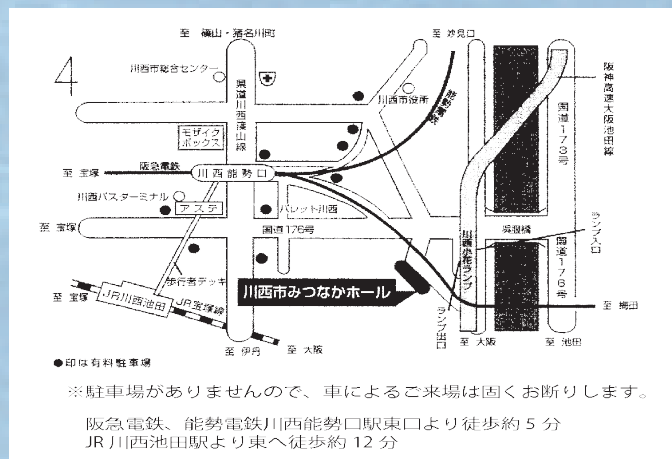 至 篠山・猪名川町
至 妙見口
川西市総合センター
県道川西篠山線
川西市役所
能勢電鉄
国道173号
阪神高速大阪池田線
モザイクボックス
至 宝塚
阪急電鉄
川西能勢口
川西バスターミナル
アステ
パレット川西
至 宝塚
国道176号
川西小花ランプ
呉服橋
ランプ入口
国道176号
歩行者デッキ
川西市みつなかホール
至 宝塚
JR川西池田
JR宝塚線
ランプ出口
至 梅田
至 伊丹
至 大阪
至 大阪
至 池田
●印は有料駐車場
※駐車場がありませんので、車によるご来場は固くお断りします。
阪急電鉄、能勢電鉄川西能勢口駅東口より徒歩約5分
JR川西池田駅より東へ徒歩約12分